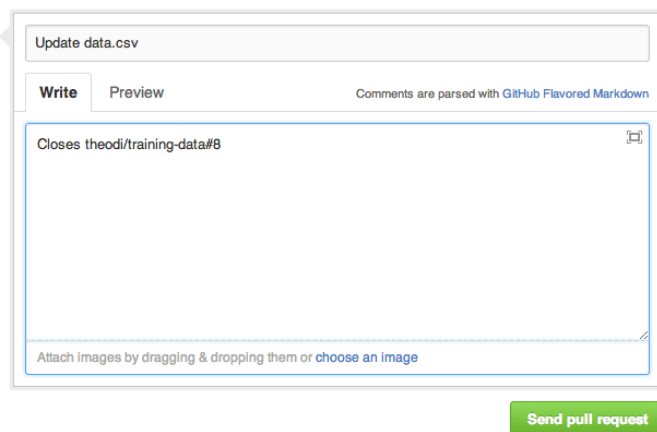 Update data.csv
Write Preview Comments are parsed with GitHub Flavored Markdown
Closes theodi/training-data#8
Attach images by dragging & dropping them or choose an image
Send pull request